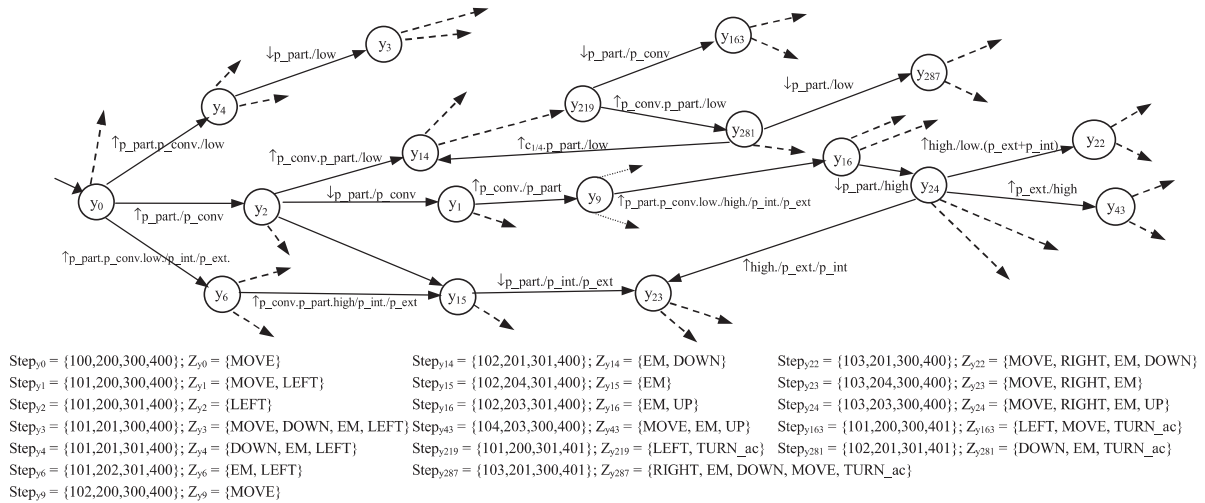 y3
↓p_part./low
y163
↓p_part./p_conv
y287
↓p_part./low
y4
y219
↑p_conv.p_part./low
y281
↑p_part.p_conv./low
↑p_conv.p_part./low
y14
↑c1/4.p_part./low
y16
↑high./low.(p_ext+p_int)
y22
↓p_part./p_conv
↑p_conv./p_part
↓p_part./high
y24
↑p_ext./high
y0
↑p_part./p_conv
y2
y1
y9
↑p_part.p_conv.low./high./p_int./p_ext
y43
↑p_part.p_conv.low./p_int./p_ext.
↑high./p_ext./p_int
y6
↑p_conv.p_part.high/p_int./p_ext
y15
↓p_part./p_int./p_ext
y23
Stepy0 = {100,200,300,400}; Zy0 = {MOVE}
Stepy1 = {101,200,300,400}; Zy1 = {MOVE, LEFT}
Stepy2 = {101,200,301,400}; Zy2 = {LEFT}
Stepy3 = {101,201,300,400}; Zy3 = {MOVE, DOWN, EM, LEFT}
Stepy4 = {101,201,301,400}; Zy4 = {DOWN, EM, LEFT}
Stepy6 = {101,202,301,400}; Zy6 = {EM, LEFT}
Stepy9 = {102,200,300,400}; Zy9 = {MOVE}
Stepy14 = {102,201,301,400}; Zy14 = {EM, DOWN}
Stepy15 = {102,204,301,400}; Zy15 = {EM}
Stepy16 = {102,203,301,400}; Zy16 = {EM, UP}
Stepy43 = {104,203,300,400}; Zy43 = {MOVE, EM, UP}
Stepy219 = {101,200,301,401}; Zy219 = {LEFT, TURN_ac}
Stepy287 = {103,201,300,401}; Zy287 = {RIGHT, EM, DOWN, MOVE, TURN_ac}
Stepy22 = {103,201,300,400}; Zy22 = {MOVE, RIGHT, EM, DOWN}
Stepy23 = {103,204,300,400}; Zy23 = {MOVE, RIGHT, EM}
Stepy24 = {103,203,300,400}; Zy24 = {MOVE, RIGHT, EM, UP}
Stepy163 = {101,200,300,401}; Zy163 = {LEFT, MOVE, TURN_ac}
Stepy281 = {102,201,301,401}; Zy281 = {DOWN, EM, TURN_ac}